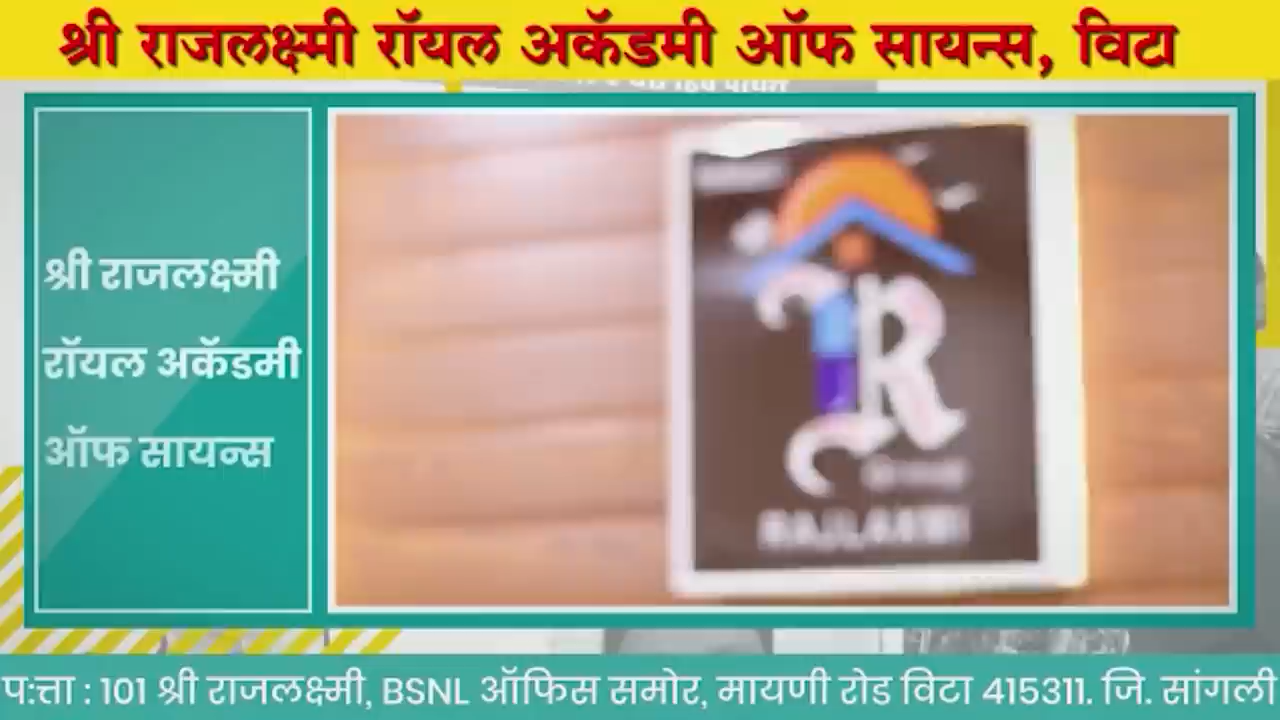 श्री राजलक्ष्मी रॉयल अकॅडमी ऑफ सायन्स, विटा
श्री राजलक्ष्मी
रॉयल अकॅडमी
ऑफ सायन्स
R
RAJLAXMI
प:त्ता : 101 श्री राजलक्ष्मी, BSNL ऑफिस समोर, मायणी रोड विटा 415311. जि. सांगली